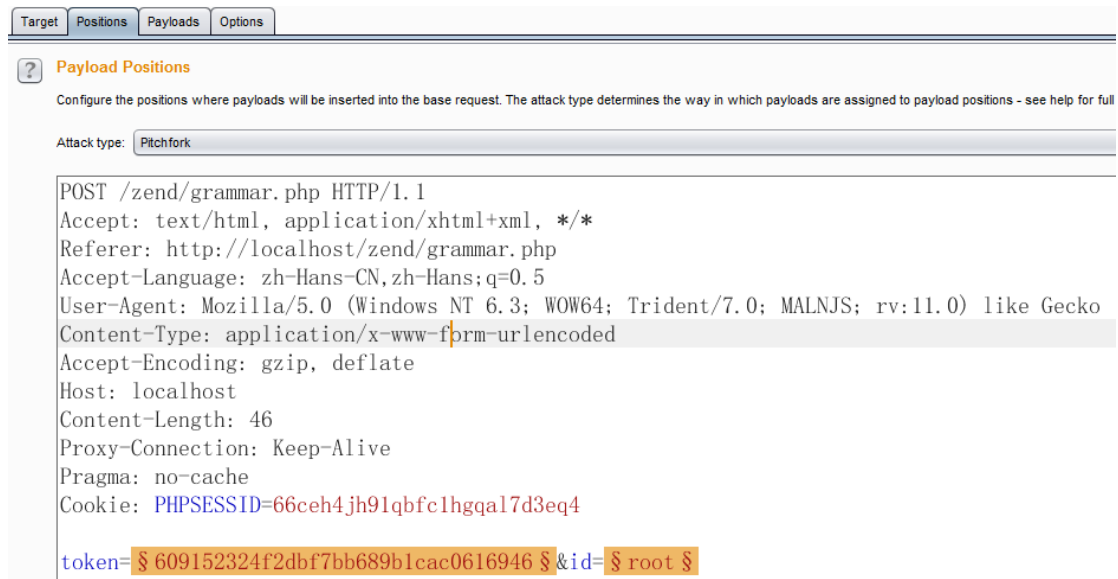 Target Positions Payloads Options
? Payload Positions
Configure the positions where payloads will be inserted into the base request. The attack type determines the way in which payloads are assigned to payload positions - see help for full
Attack type: Pitchfork
POST /zend/grammar.php HTTP/1.1
Accept: text/html, application/xhtml+xml, */*
Referer: http://localhost/zend/grammar.php
Accept-Language: zh-Hans-CN,zh-Hans;q=0.5
User-Agent: Mozilla/5.0 (Windows NT 6.3; WOW64; Trident/7.0; MALNJS; rv:11.0) like Gecko
Content-Type: application/x-www-form-urlencoded
Accept-Encoding: gzip, deflate
Host: localhost
Content-Length: 46
Proxy-Connection: Keep-Alive
Pragma: no-cache
Cookie: PHPSESSID=66ceh4jh91qbfclhgqal7d3eq4
token=§609152324f2dbf7bb689b1cac0616946§&id=§root§